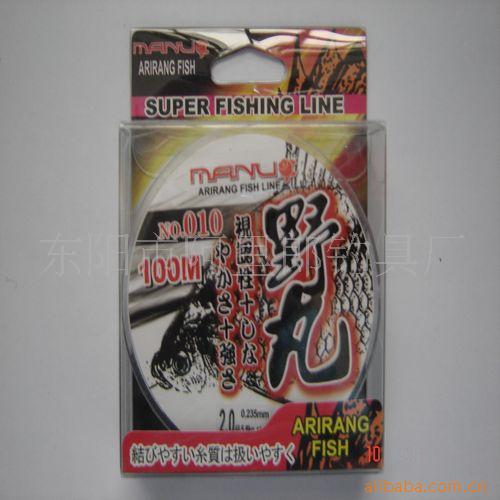 MANU
ARIRANG FISH
SUPER FISHING LINE
MANU
ARIRANG FISH LINE
NO.010
100M
野丸
視認性+しな
やかさ+強さ
2.0
0.235mm
ARIRANG
FISH
結びやすい糸質は扱いやすく
10
alibaba.com.cn